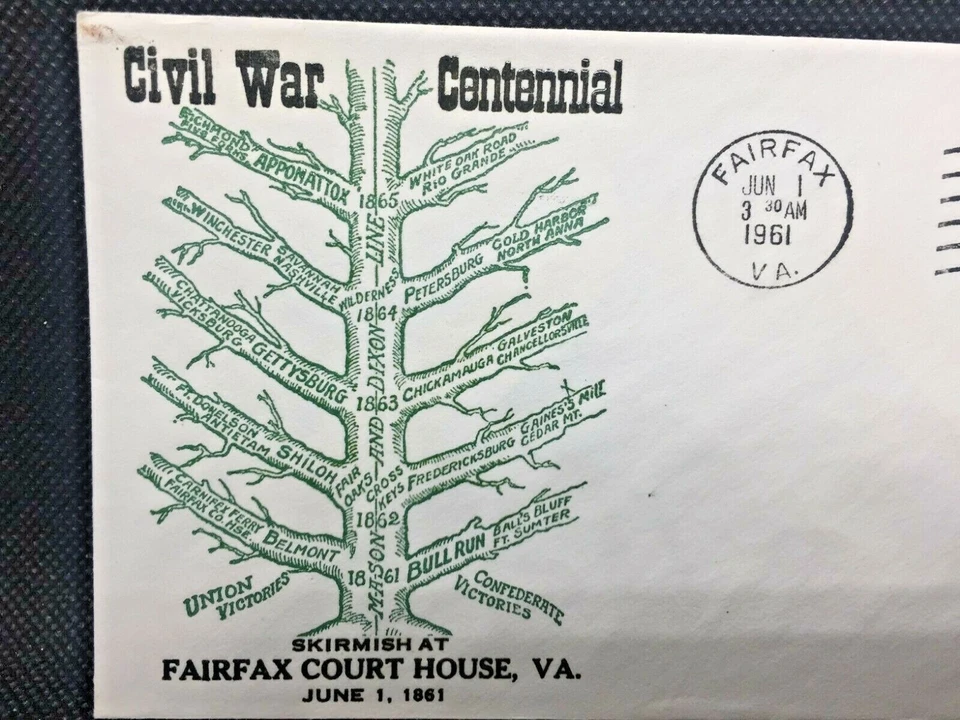 Civil War Centennial
RICHMOND
FIVE FORKS
APPOMATTOX
WHITE OAK ROAD
RIO GRANDE
1865
WINCHESTER
SAVANNAH
NASHVILLE
WILDERNESS
COLD HARBOR
NORTH ANNA
PETERSBURG
1864
CHATTANOOGA
VICKSBURG
GETTYSBURG
GALVESTON
CHANCELLORSVILLE
CHICKAMAUGA
1863
FT. DONELSON
ANTETAM
SHILOH
FAIR
OAKS
CROSS
KEYS
GAINES'S MILL
CEDAR MT.
FREDERICKSBURG
1862
CARNIFEX FERRY
FAIRFAX CO. HSE.
BELMONT
BALL'S BLUFF
FT. SUMTER
BULL RUN
1861
MASON AND DIXON LINE
UNION
VICTORIES
CONFEDERATE
VICTORIES
SKIRMISH AT
FAIRFAX COURT HOUSE, VA.
JUNE 1, 1861
FAIRFAX
JUN 1
3 30 AM
1961
VA.